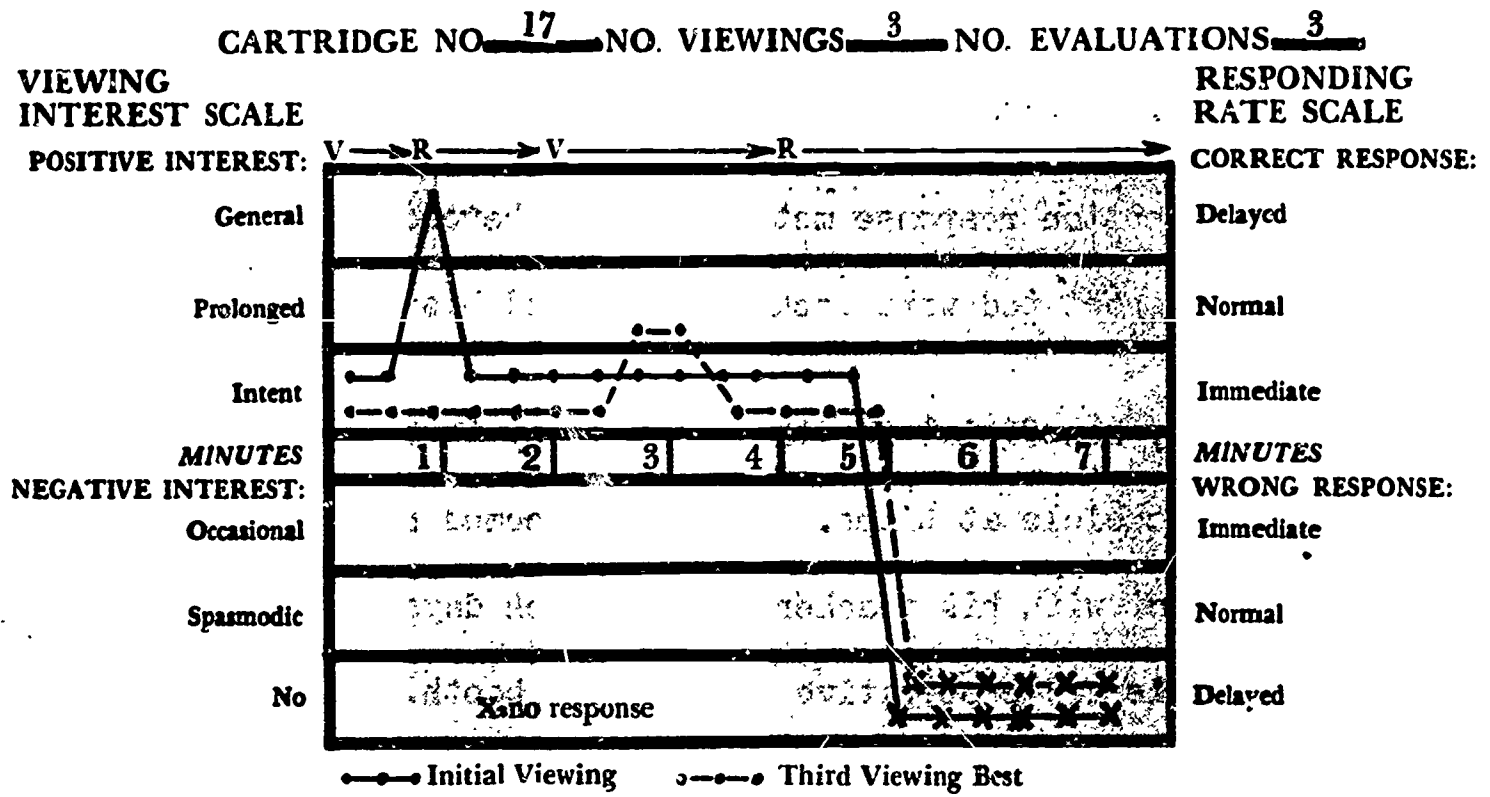 CARTRIDGE NO. 17 NO. VIEWINGS 3 NO. EVALUATIONS 3
VIEWING
INTEREST SCALE
RESPONDING
RATE SCALE
V R V R
POSITIVE INTEREST:
CORRECT RESPONSE:
General
Delayed
Prolonged
Normal
Intent
Immediate
MINUTES 1 2 3 4 5 6 7 MINUTES
NEGATIVE INTEREST:
WRONG RESPONSE:
Occasional
Immediate
Spasmodic
Normal
No
X=no response
Delayed
Initial Viewing
Third Viewing Best